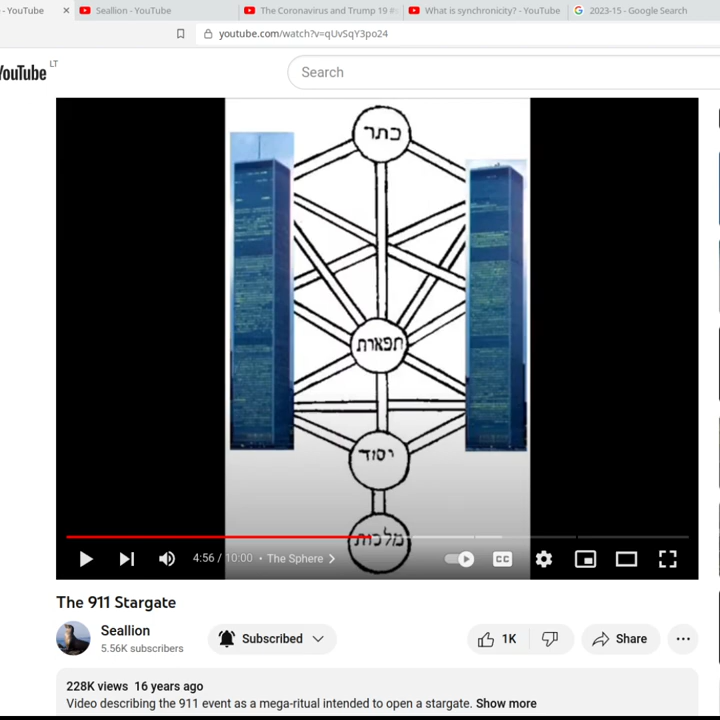 - YouTube
Seallion - YouTube
The Coronavirus and Trump 19 #
What is synchronicity? - YouTube
2023-15 - Google Search
youtube.com/watch?v=qUvSqY3po24
YouTube LT
Search
כתר
תפארת
יסוד
מלכות
4:56 / 10:00 • The Sphere
CC
The 911 Stargate
Seallion
5.56K subscribers
Subscribed
1K
Share
228K views 16 years ago
Video describing the 911 event as a mega-ritual intended to open a stargate. Show more